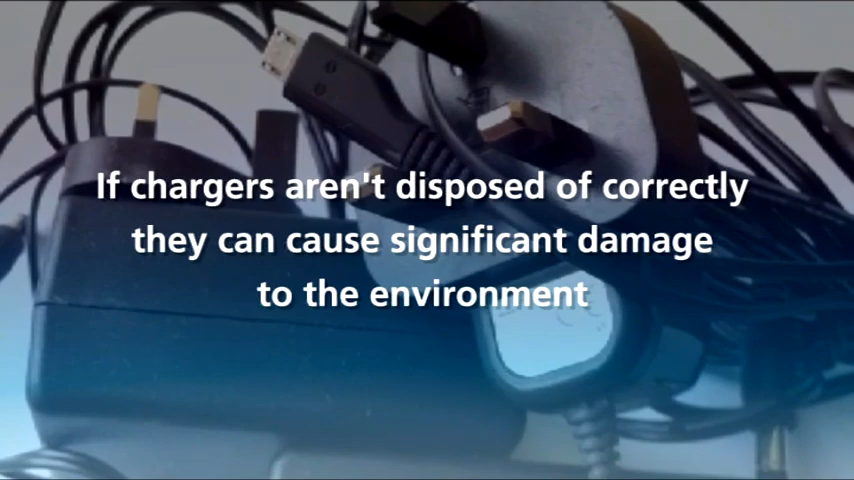 If chargers aren't disposed of correctly
they can cause significant damage
to the environment